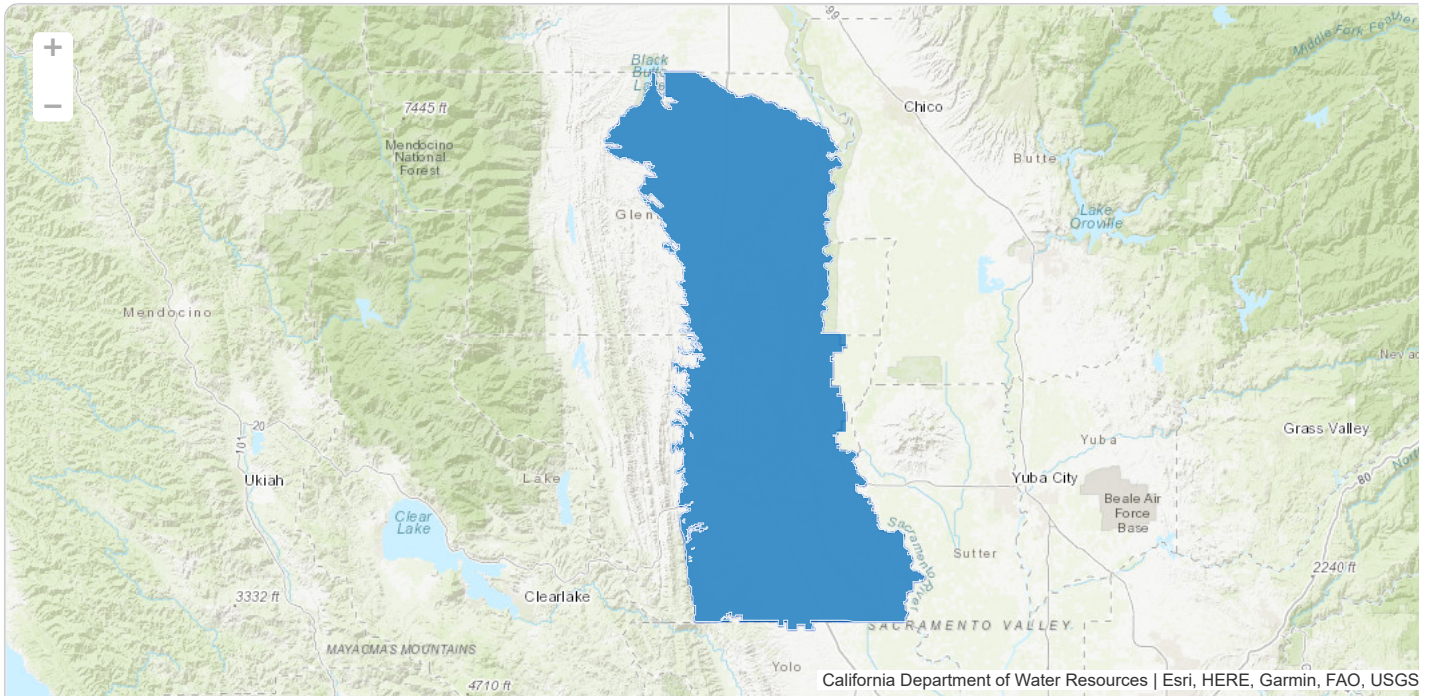 +
−
99
Middle Fork Feather
Black
Butte
Lake
7445 ft
Chico
Mendocino
National
Forest
Butte
Glen
Lake
Oroville
Mendocino
Nevad
20
101
Grass Valley
Yuba
Ukiah
Lake
Yuba City
80
North
Beale Air
Force
Base
Clear
Lake
Sacramento River
Sutter
2240 ft
3332 ft
Clearlake
SACRAMENTO VALLEY
MAYACMAS MOUNTAINS
Yolo
4710 ft
California Department of Water Resources | Esri, HERE, Garmin, FAO, USGS